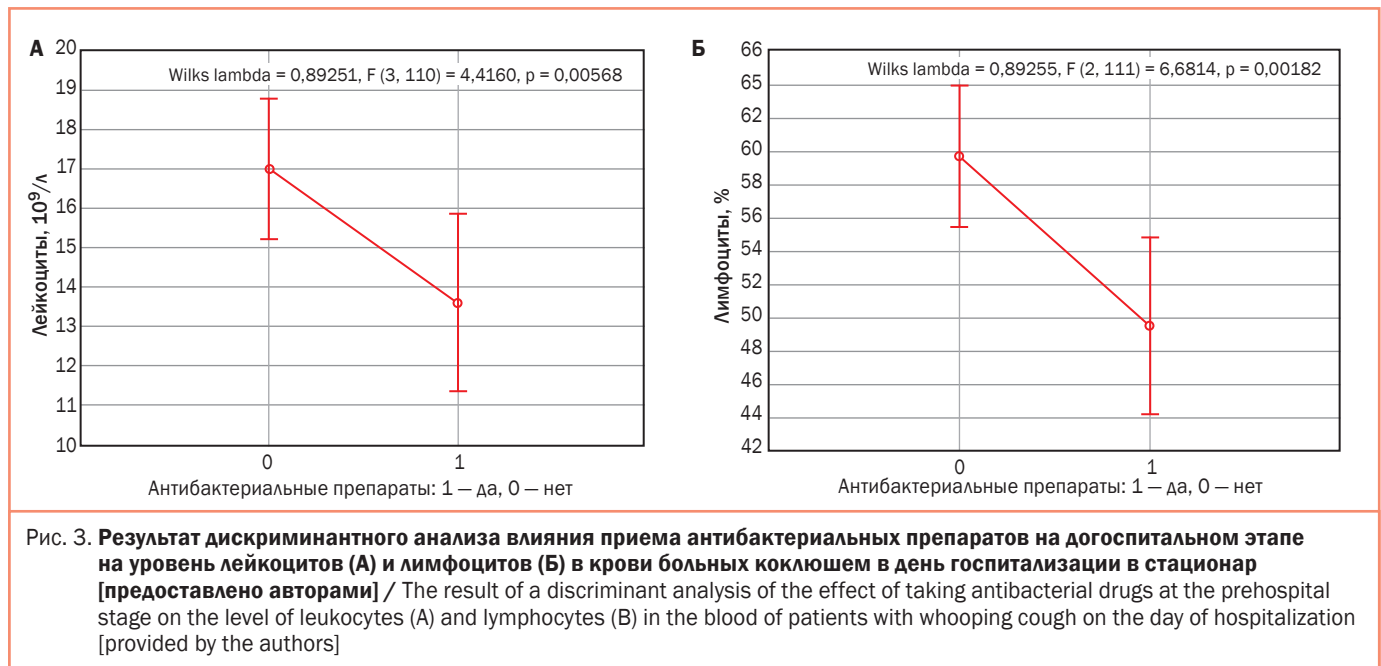 А
20
Wilks lambda = 0,89251, F (3, 110) = 4,4160, p = 0,00568
19
18
17
16
15
14
13
12
11
10
Лейкоциты, 10⁹/л
0 1
Антибактериальные препараты: 1 — да, 0 — нет
Б
66
Wilks lambda = 0,89255, F (2, 111) = 6,6814, p = 0,00182
65
62
60
58
56
54
52
50
48
46
44
42
Лимфоциты, %
0 1
Антибактериальные препараты: 1 — да, 0 — нет
Рис. 3. Результат дискриминантного анализа влияния приема антибактериальных препаратов на догоспитальном этапе
на уровень лейкоцитов (А) и лимфоцитов (Б) в крови больных коклюшем в день госпитализации в стационар
[предоставлено авторами] / The result of a discriminant analysis of the effect of taking antibacterial drugs at the prehospital
stage on the level of leukocytes (A) and lymphocytes (B) in the blood of patients with whooping cough on the day of hospitalization
[provided by the authors]